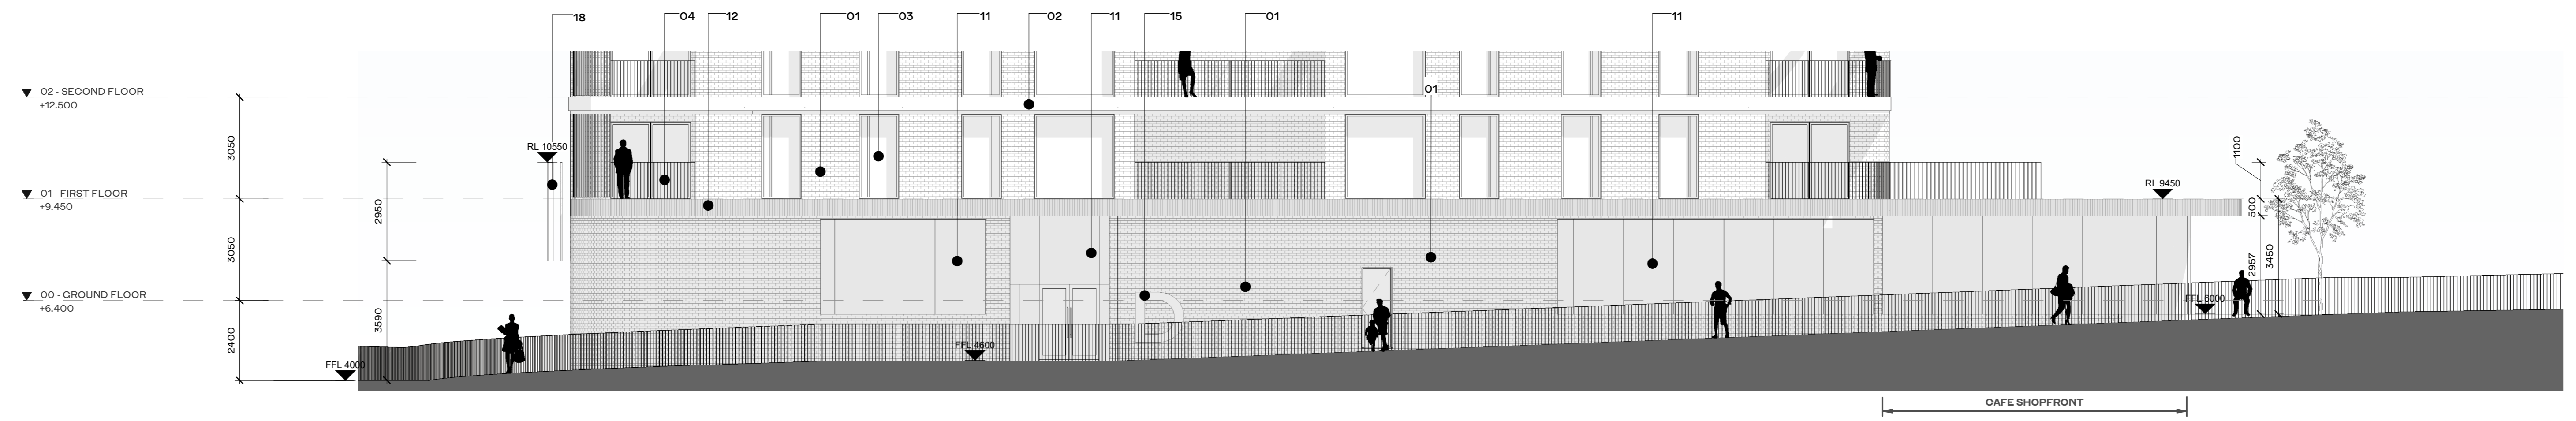 18
04
12
01
03
11
02
11
15
01
11
01
02 - SECOND FLOOR
+12.500
3050
RL 10550
1100
01 - FIRST FLOOR
+9.450
2950
RL 9450
500
3050
3450
2957
00 - GROUND FLOOR
+6.400
FFL 6000
3590
2400
D
FFL 4600
FFL 4000
CAFE SHOPFRONT